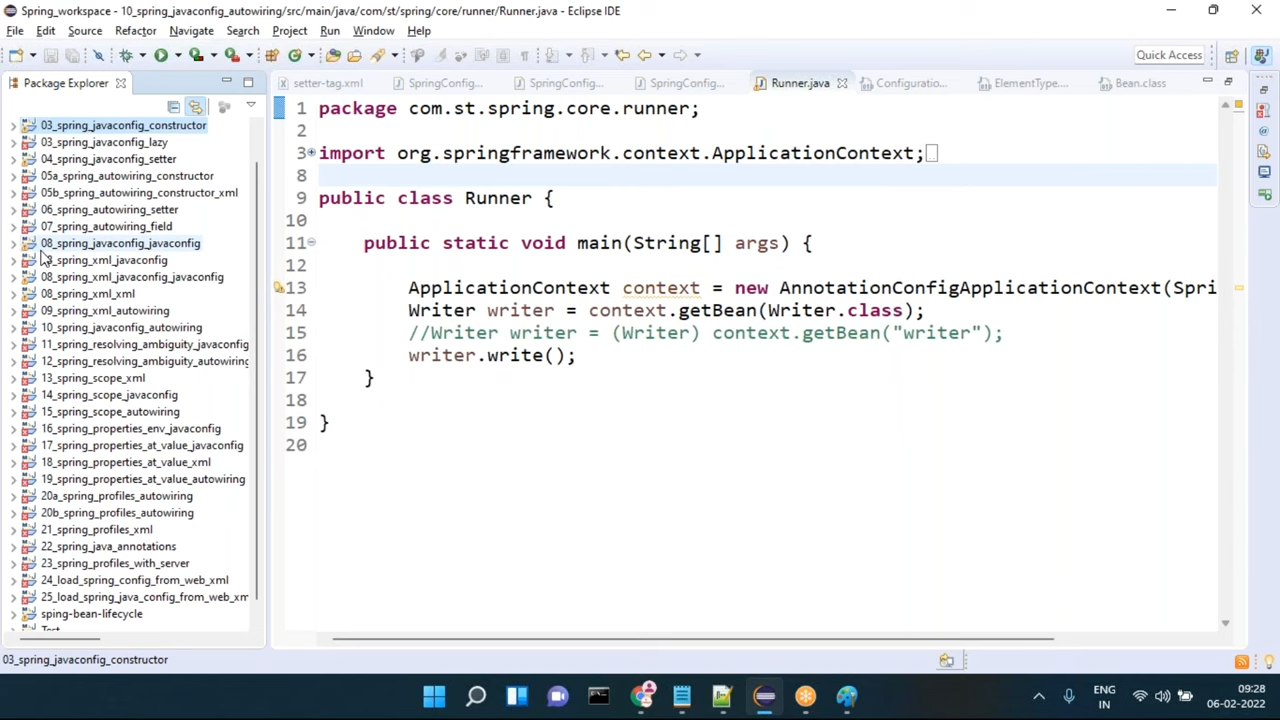 Spring_workspace - 10_spring_javaconfig_autowiring/src/main/java/com/st/spring/core/runner/Runner.java - Eclipse IDE
File Edit Source Refactor Navigate Search Project Run Window Help
Quick Access
Package Explorer
setter-tag.xml SpringConfig... SpringConfig... SpringConfig... Runner.java Configuratio... ElementType.... Bean.class
03_spring_javaconfig_constructor
03_spring_javaconfig_lazy
04_spring_javaconfig_setter
05a_spring_autowiring_constructor
05b_spring_autowiring_constructor_xml
06_spring_autowiring_setter
07_spring_autowiring_field
08_spring_javaconfig_javaconfig
_spring_xml_javaconfig
08_spring_xml_javaconfig_javaconfig
08_spring_xml_xml
09_spring_xml_autowiring
10_spring_javaconfig_autowiring
11_spring_resolving_ambiguity_javaconfig
12_spring_resolving_ambiguity_autowiring
13_spring_scope_xml
14_spring_scope_javaconfig
15_spring_scope_autowiring
16_spring_properties_env_javaconfig
17_spring_properties_at_value_javaconfig
18_spring_properties_at_value_xml
19_spring_properties_at_value_autowiring
20a_spring_profiles_autowiring
20b_spring_profiles_autowiring
21_spring_profiles_xml
22_spring_java_annotations
23_spring_profiles_with_server
24_load_spring_config_from_web_xml
25_load_spring_java_config_from_web_xm
sping-bean-lifecycle
Test
1 package com.st.spring.core.runner;
2
3 import org.springframework.context.ApplicationContext;
8
9 public class Runner {
10
11 public static void main(String[] args) {
12
13 ApplicationContext context = new AnnotationConfigApplicationContext(Spri
14 Writer writer = context.getBean(Writer.class);
15 //Writer writer = (Writer) context.getBean("writer");
16 writer.write();
17 }
18
19 }
20
03_spring_javaconfig_constructor
ENG
IN
09:28
06-02-2022